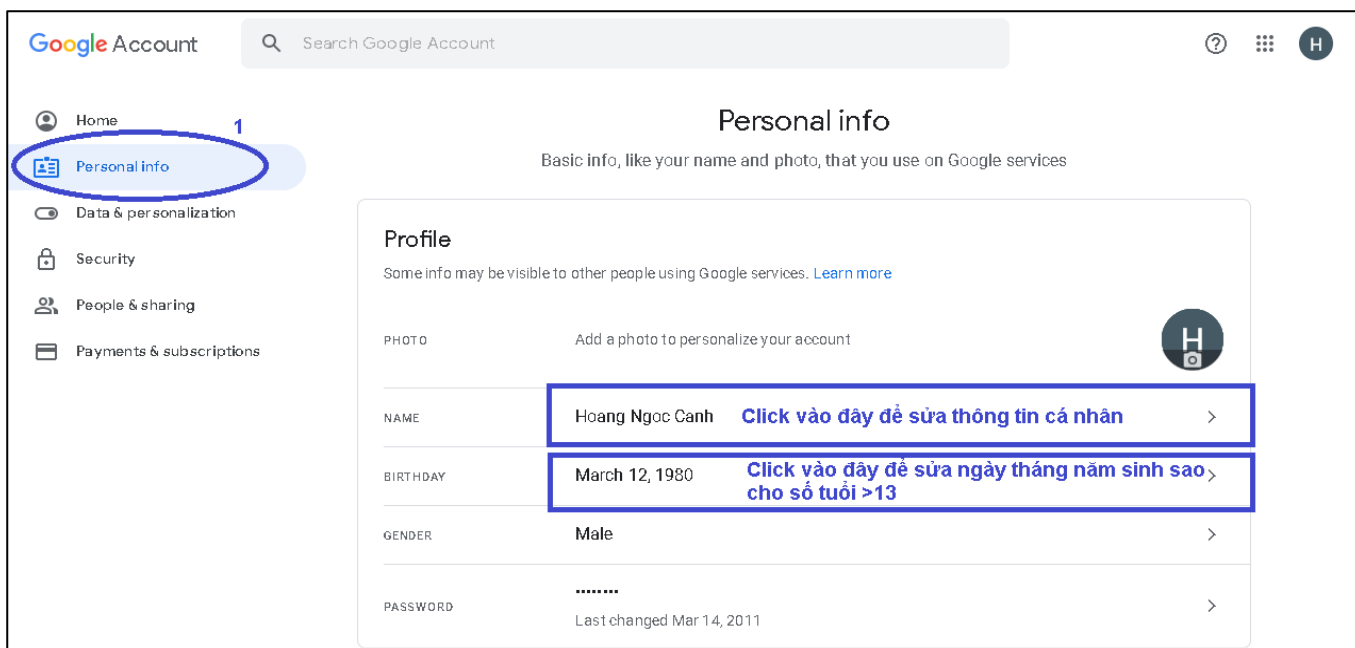 Google Account
Search Google Account
H
Home
1
Personal info
Data & personalization
Security
People & sharing
Payments & subscriptions
Personal info
Basic info, like your name and photo, that you use on Google services
Profile
Some info may be visible to other people using Google services. Learn more
PHOTO Add a photo to personalize your account H
NAME Hoang Ngoc Canh Click vào đây để sửa thông tin cá nhân
BIRTHDAY March 12, 1980 Click vào đây để sửa ngày tháng năm sinh sao
cho số tuổi >13
GENDER Male
PASSWORD ••••••••
Last changed Mar 14, 2011